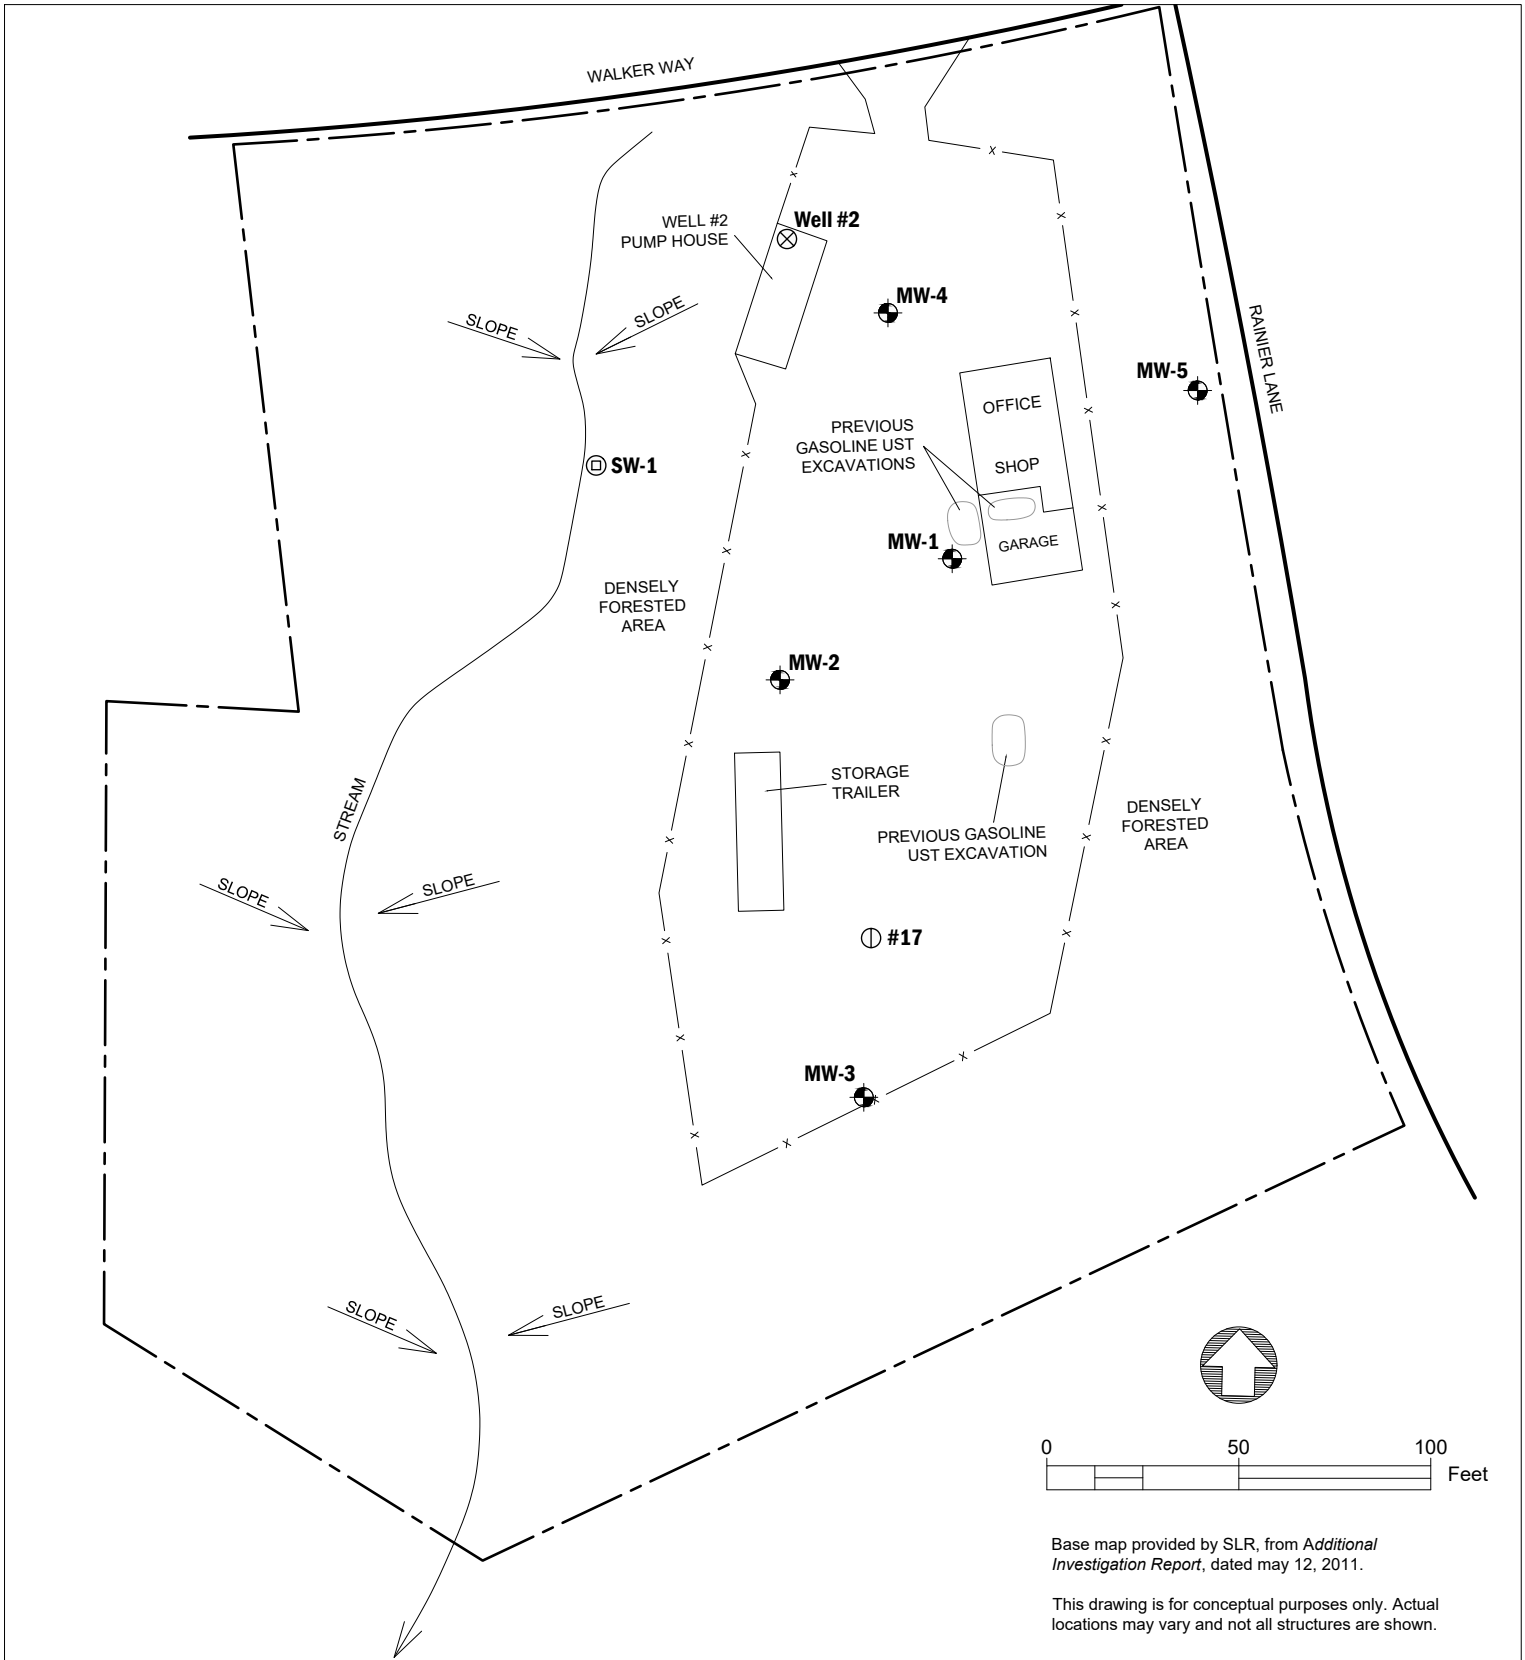 WALKER WAY
WELL #2
PUMP HOUSE
Well #2
SLOPE
SLOPE
MW-4
RAINIER LANE
MW-5
OFFICE
PREVIOUS
GASOLINE UST
EXCAVATIONS
SHOP
SW-1
MW-1
GARAGE
DENSELY
FORESTED
AREA
MW-2
STORAGE
TRAILER
STREAM
PREVIOUS GASOLINE
UST EXCAVATION
DENSELY
FORESTED
AREA
SLOPE
SLOPE
#17
MW-3
SLOPE
SLOPE
0 50 100
Feet
Base map provided by SLR, from Additional
Investigation Report, dated may 12, 2011.
This drawing is for conceptual purposes only. Actual
locations may vary and not all structures are shown.